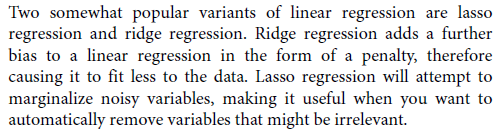 Two somewhat popular variants of linear regression are lasso
regression and ridge regression. Ridge regression adds a further
bias to a linear regression in the form of a penalty, therefore
causing it to fit less to the data. Lasso regression will attempt to
marginalize noisy variables, making it useful when you want to
automatically remove variables that might be irrelevant.